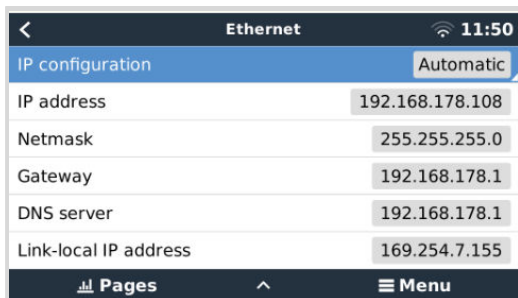 Ethernet 11:50
IP configuration Automatic
IP address 192.168.178.108
Netmask 255.255.255.0
Gateway 192.168.178.1
DNS server 192.168.178.1
Link-local IP address 169.254.7.155
Pages Menu